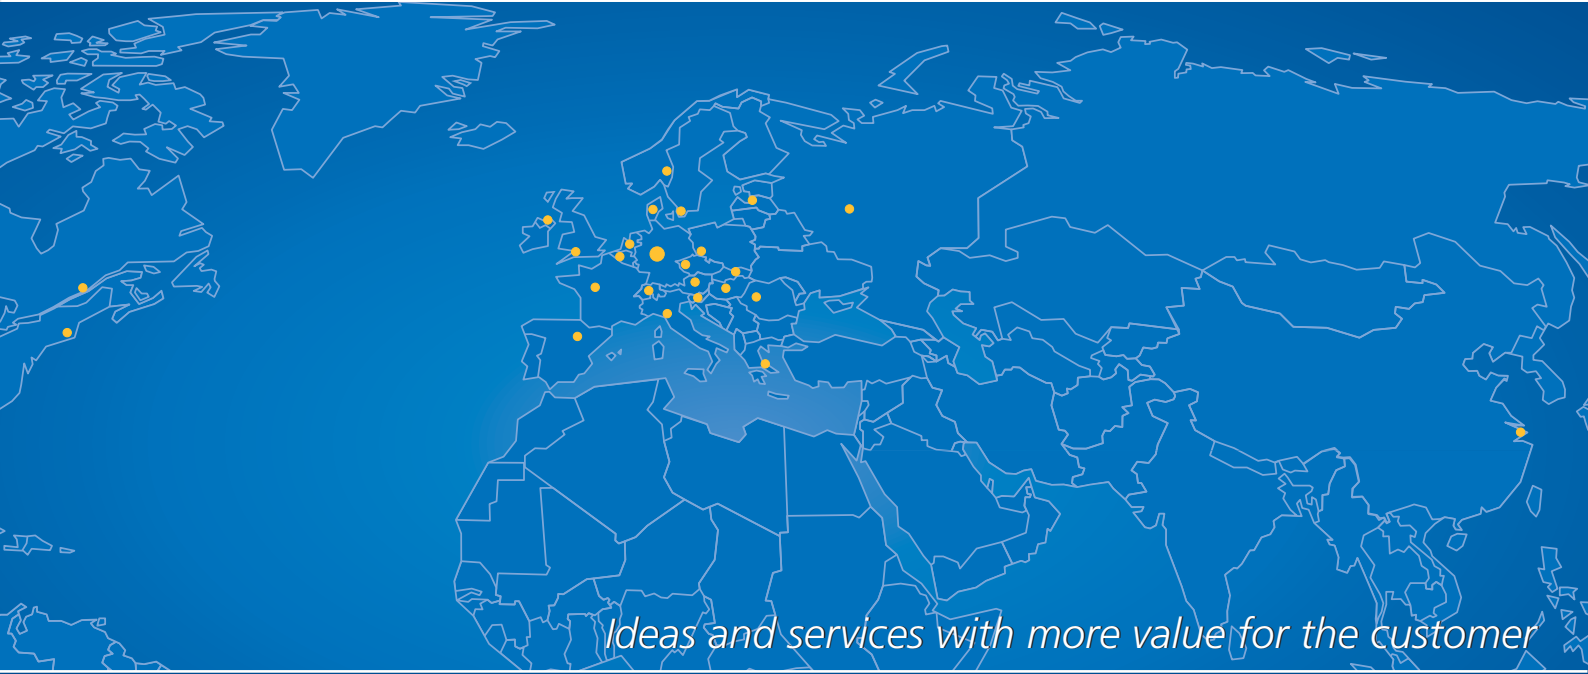 Ideas and services with more value for the customer